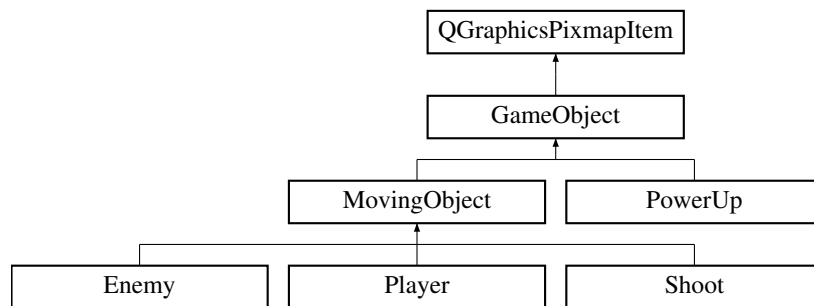 QGraphicsPixmapItem
GameObject
MovingObject PowerUp
Enemy Player Shoot